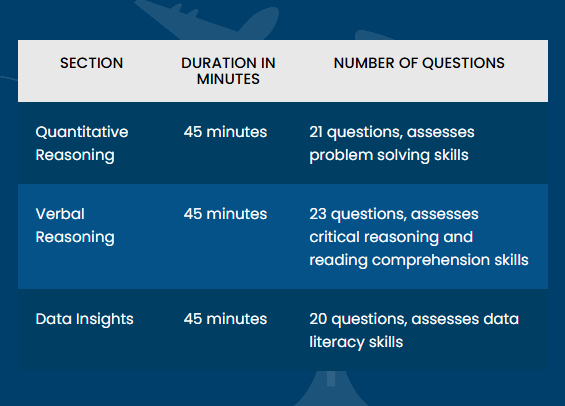 SECTION
DURATION IN
MINUTES
NUMBER OF QUESTIONS
Quantitative
Reasoning
45 minutes
21 questions, assesses
problem solving skills
Verbal
Reasoning
45 minutes
23 questions, assesses
critical reasoning and
reading comprehension skills
Data Insights
45 minutes
20 questions, assesses data
literacy skills